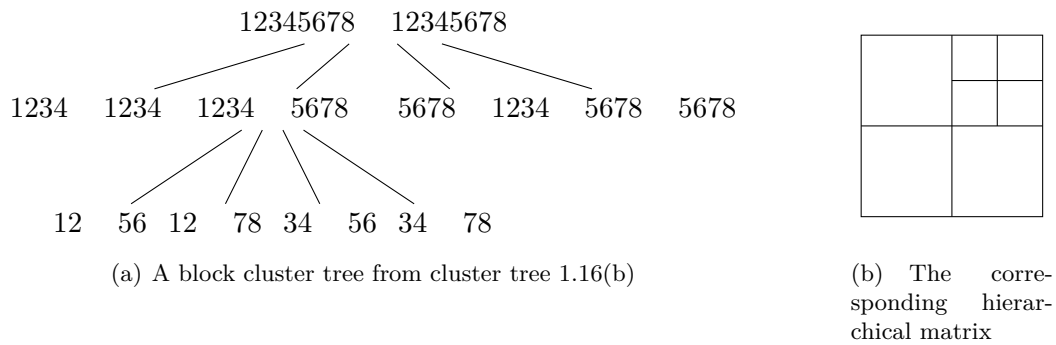 12345678 12345678
1234 1234 1234 5678 5678 1234 5678 5678
12 56 12 78 34 56 34 78
(a) A block cluster tree from cluster tree 1.16(b)
(b) The corre-
sponding hierar-
chical matrix